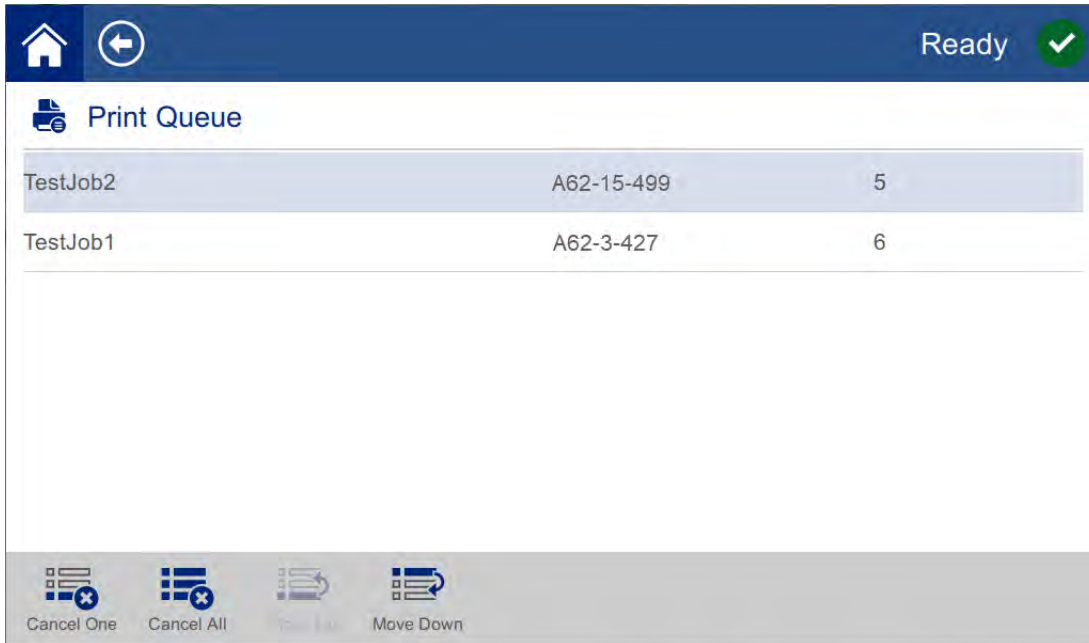 Ready
Print Queue
TestJob2 A62-15-499 5
TestJob1 A62-3-427 6
Cancel One Cancel All Move Down